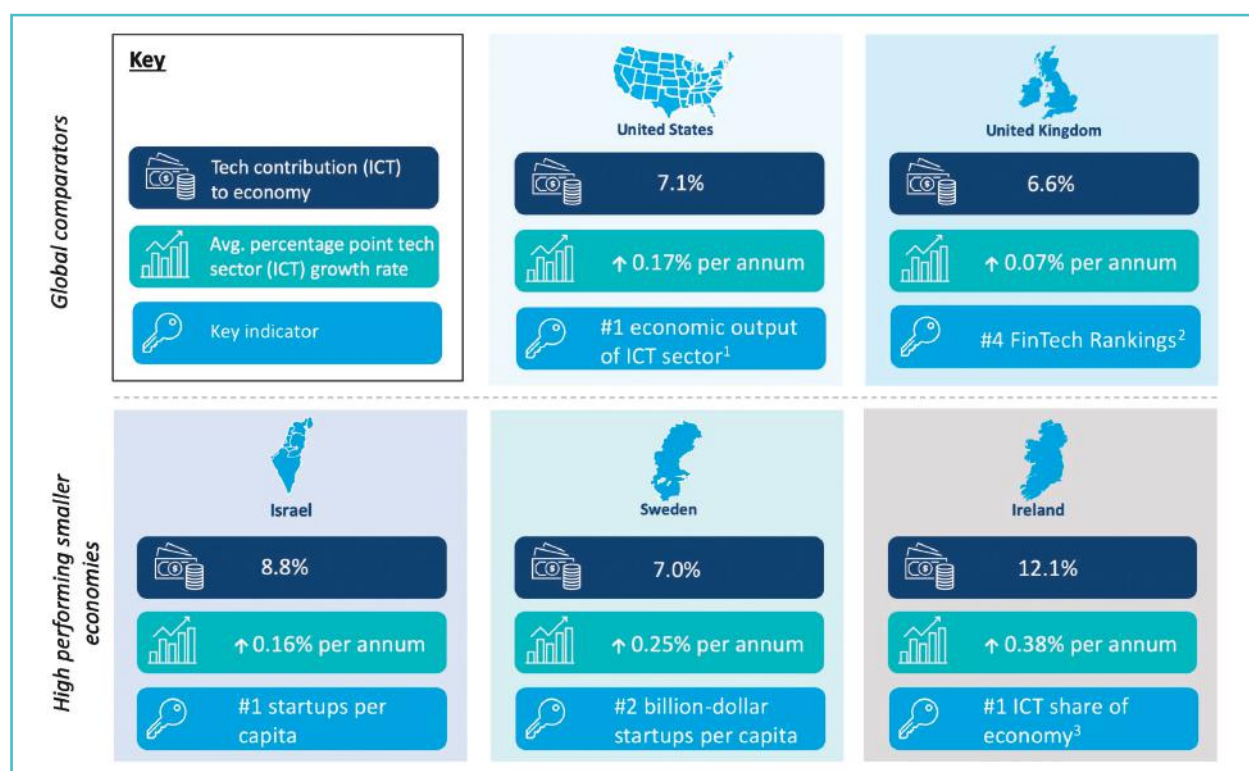 Global comparators
Key
Tech contribution (ICT)
to economy
Avg. percentage point tech
sector (ICT) growth rate
Key indicator
United States
7.1%
↑ 0.17% per annum
#1 economic output
of ICT sector¹
United Kingdom
6.6%
↑ 0.07% per annum
#4 FinTech Rankings²
High performing smaller
economies
Israel
8.8%
↑ 0.16% per annum
#1 startups per
capita
Sweden
7.0%
↑ 0.25% per annum
#2 billion-dollar
startups per capita
Ireland
12.1%
↑ 0.38% per annum
#1 ICT share of
economy³